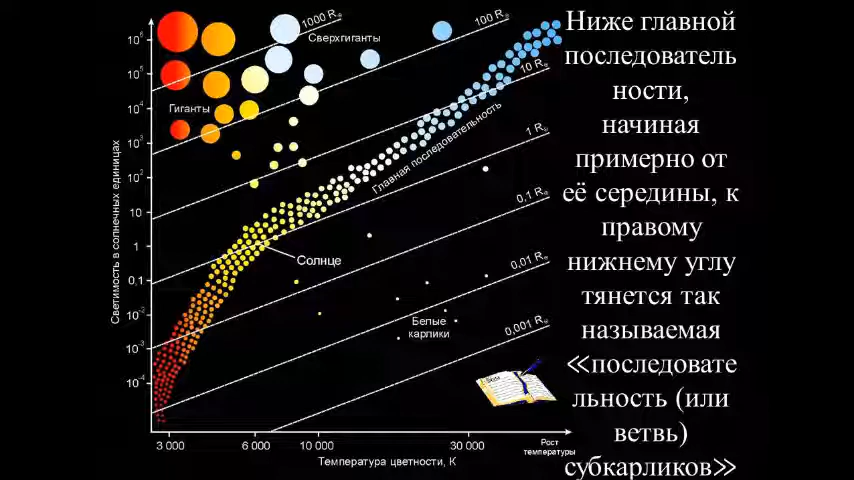 Ниже главной
последователь
ности,
начиная
примерно от
её середины, к
правому
нижнему углу
тянется так
называемая
≪последовате
льность (или
ветвь)
субкарликов≫
Светимость в солнечных единицах
10⁶
10⁵
10⁴
10³
10²
10
1
0,1
10⁻²
10⁻³
10⁻⁴
1000 R☉
100 R☉
10 R☉
1 R☉
0,1 R☉
0,01 R☉
0,001 R☉
Сверхгиганты
Гиганты
Главная последовательность
Солнце
Белые
карлики
3 000
6 000
10 000
30 000
Рост
температуры
Температура цветности, К